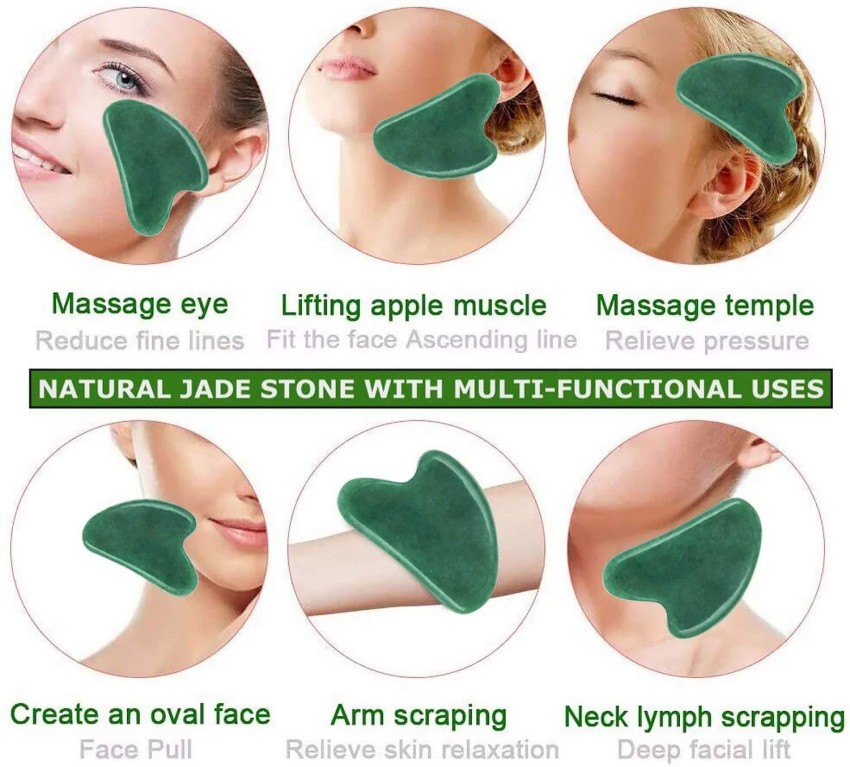 Massage eye
Reduce fine lines
Lifting apple muscle
Fit the face Ascending line
Massage temple
Relieve pressure
NATURAL JADE STONE WITH MULTI-FUNCTIONAL USES
Create an oval face
Face Pull
Arm scraping
Relieve skin relaxation
Neck lymph scrapping
Deep facial lift